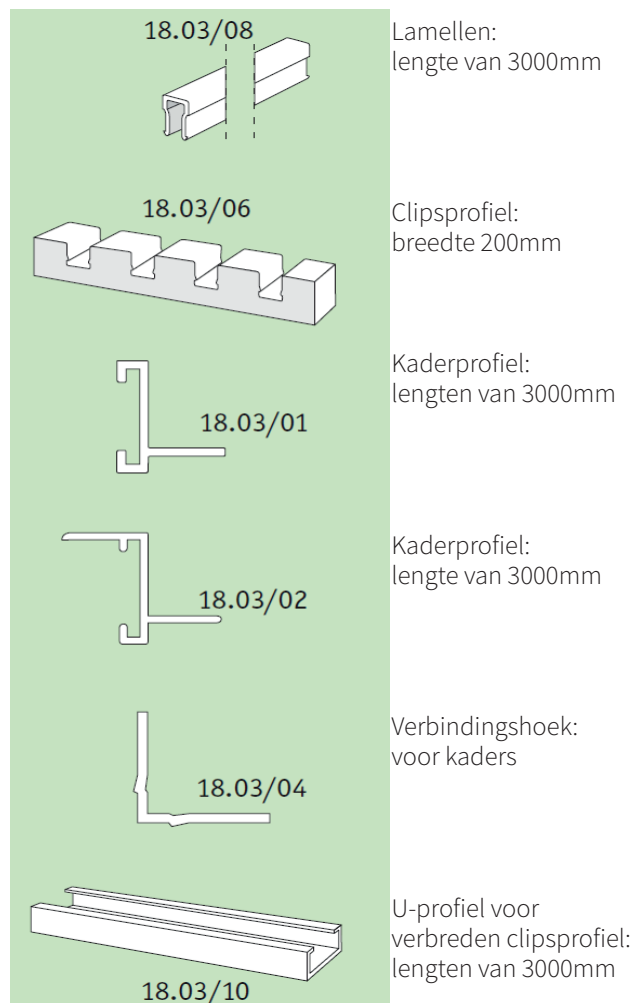 18.03/08
Lamellen:
lengte van 3000mm
18.03/06
Clipsprofiel:
breedte 200mm
Kaderprofiel:
lengten van 3000mm
18.03/01
Kaderprofiel:
lengte van 3000mm
18.03/02
Verbindingshoek:
voor kaders
18.03/04
U-profiel voor
verbreden clipsprofiel:
lengten van 3000mm
18.03/10